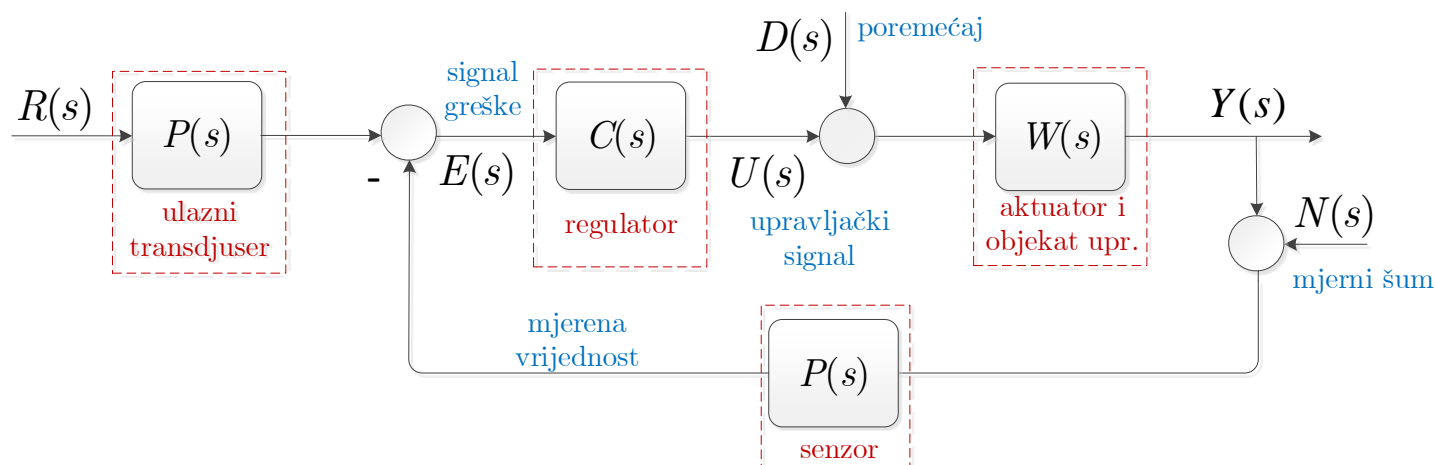 R(s)
P(s)
ulazni
transdjuser
-
signal
greške
E(s)
C(s)
regulator
U(s)
upravljački
signal
D(s)
poremećaj
W(s)
aktuator i
objekat upr.
Y(s)
N(s)
mjerni šum
mjerena
vrijednost
P(s)
senzor